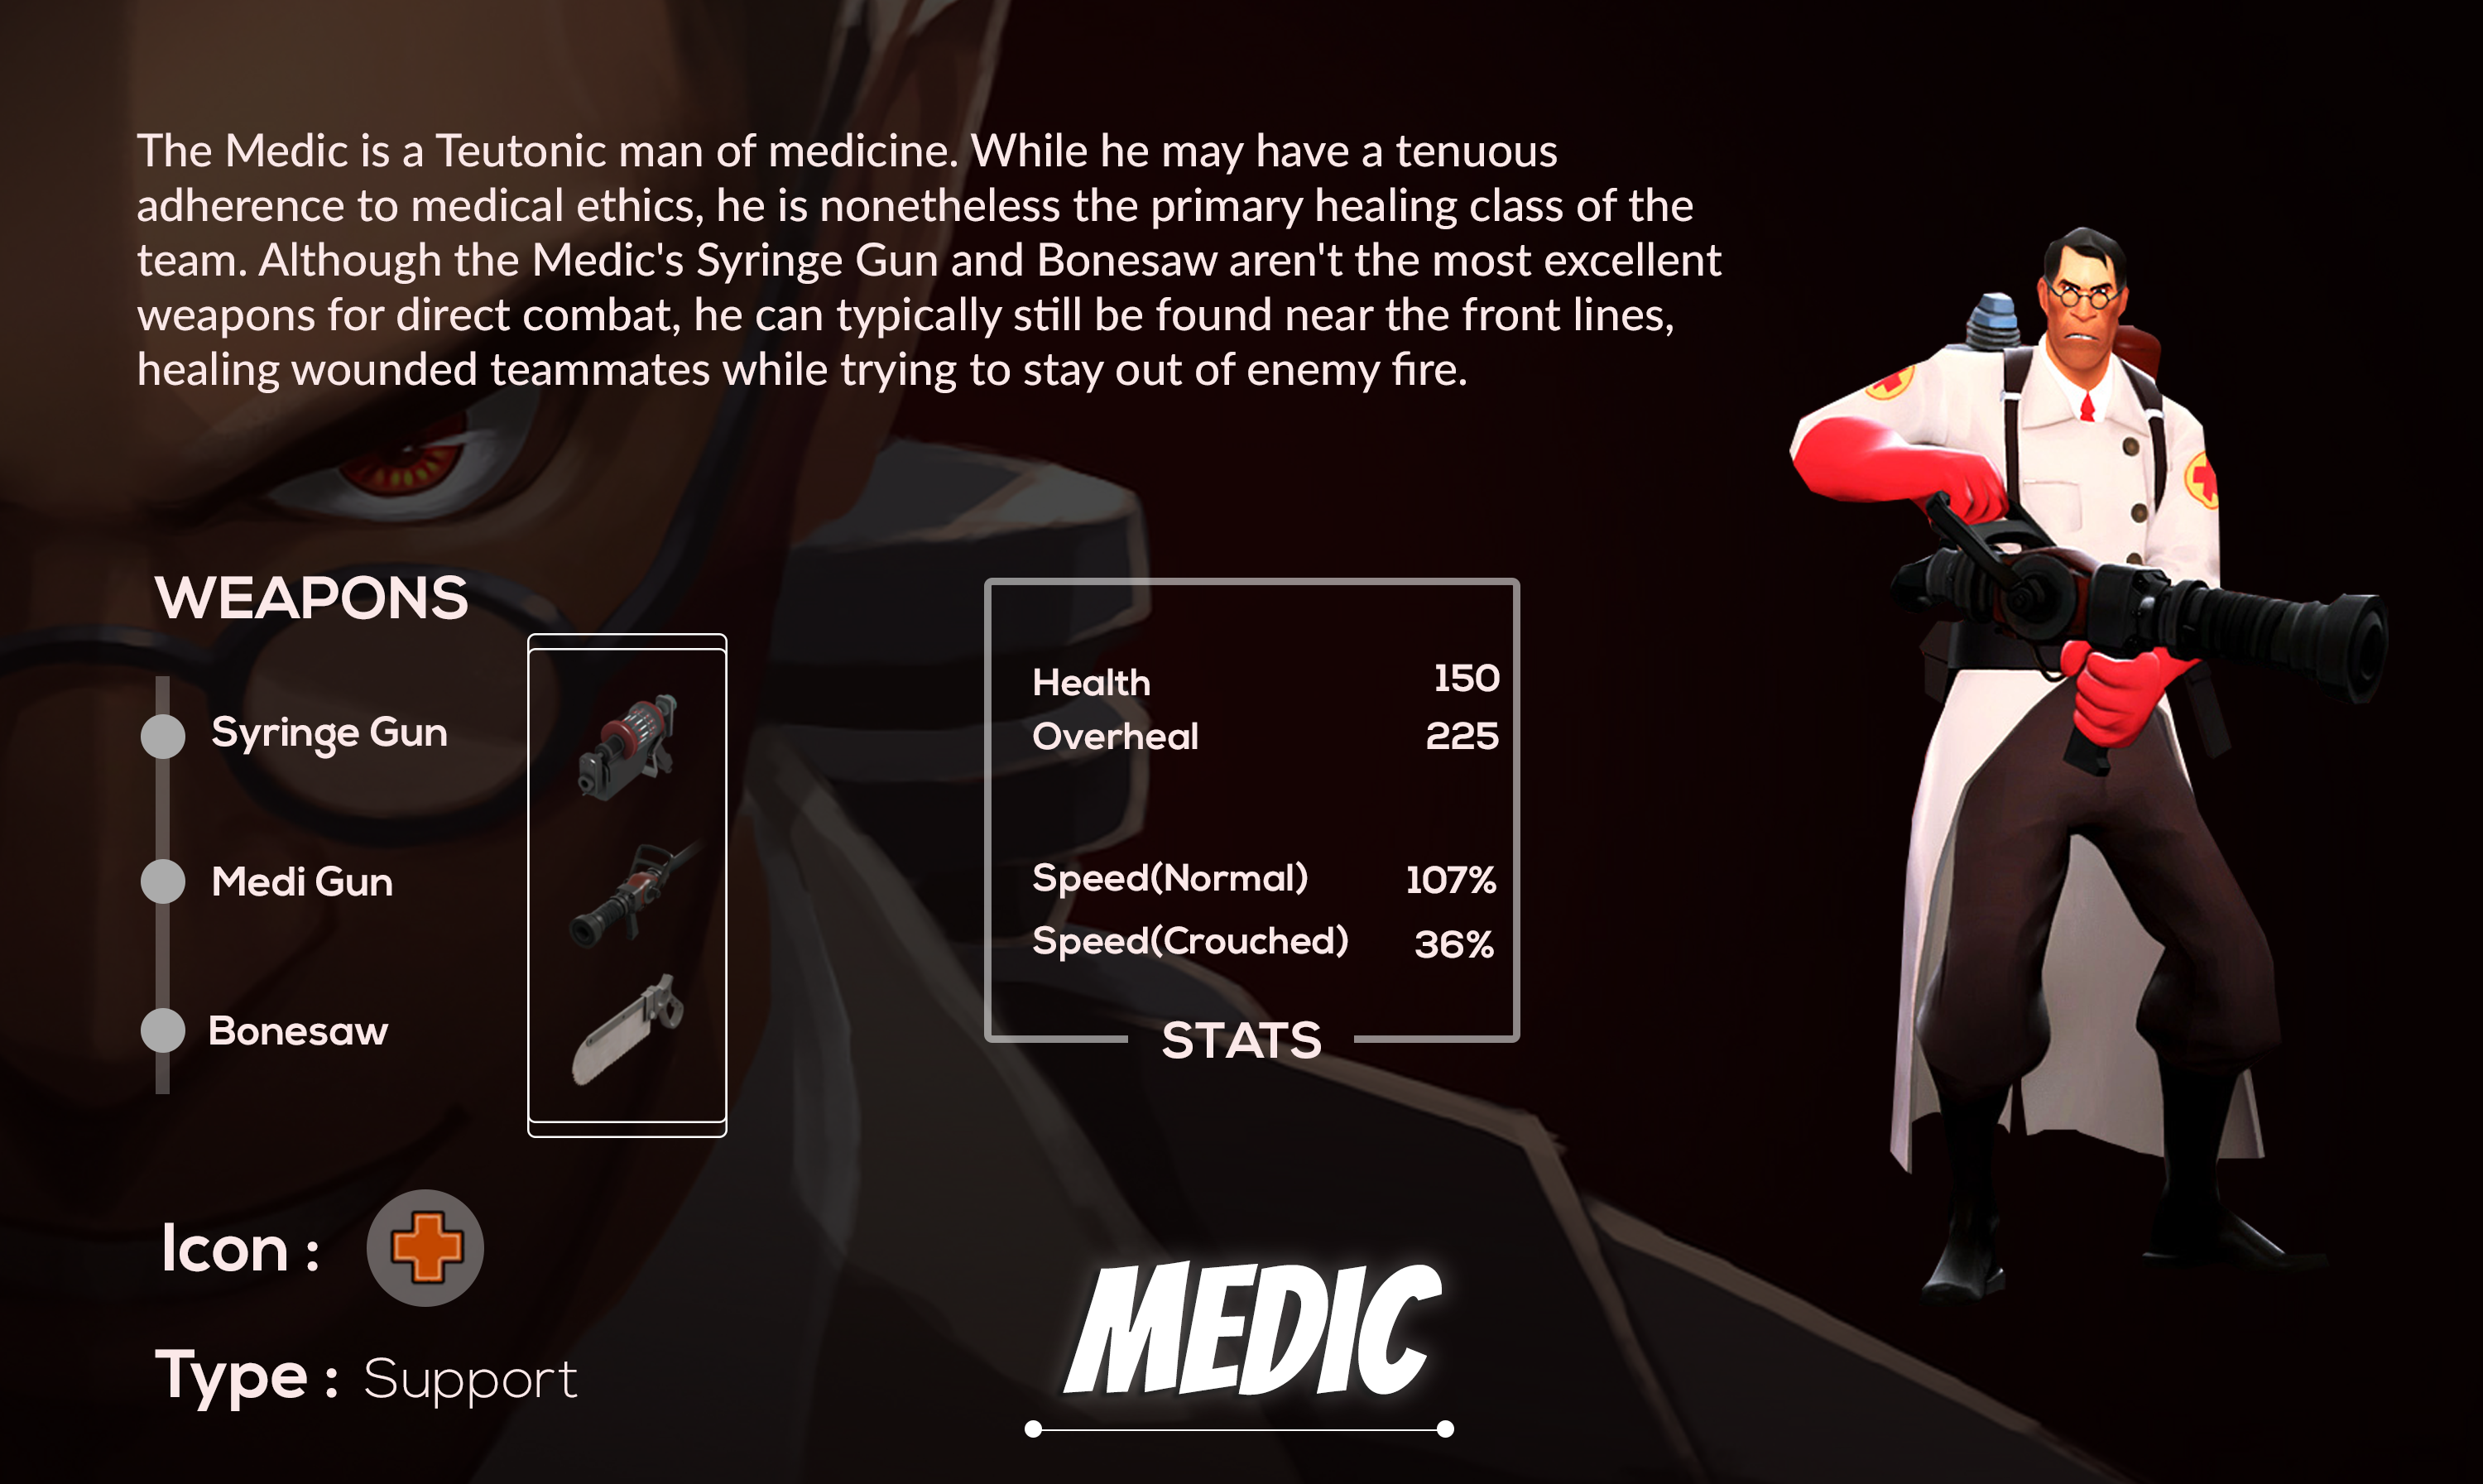 The Medic is a Teutonic man of medicine. While he may have a tenuous
adherence to medical ethics, he is nonetheless the primary healing class of the
team. Although the Medic's Syringe Gun and Bonesaw aren't the most excellent
weapons for direct combat, he can typically still be found near the front lines,
healing wounded teammates while trying to stay out of enemy fire.
WEAPONS
Syringe Gun
Medi Gun
Bonesaw
Health 150
Overheal 225
Speed(Normal) 107%
Speed(Crouched) 36%
STATS
Icon :
Type : Support
MEDIC